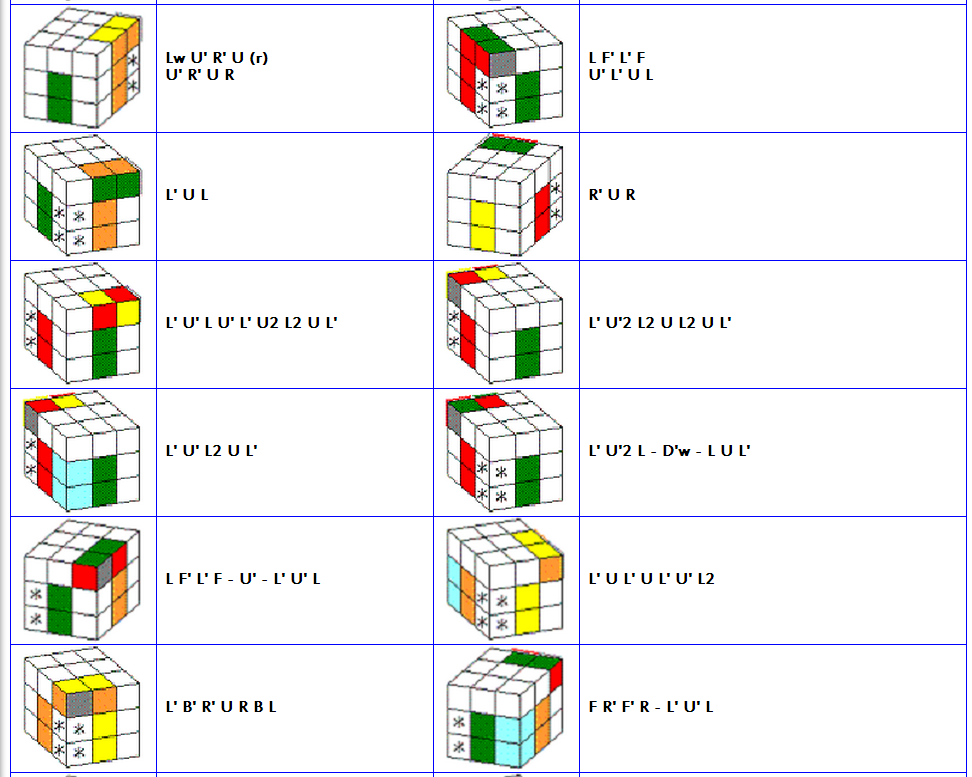 Lw U' R' U (r)
U' R' U R
L F' L' F
U' L' U L
L' U L
R' U R
L' U' L U' L' U2 L2 U L'
L' U'2 L2 U L2 U L'
L' U' L2 U L'
L' U'2 L - D'w - L U L'
L F' L' F - U' - L' U' L
L' U L' U L' U' L2
L' B' R' U R B L
F R' F' R - L' U' L